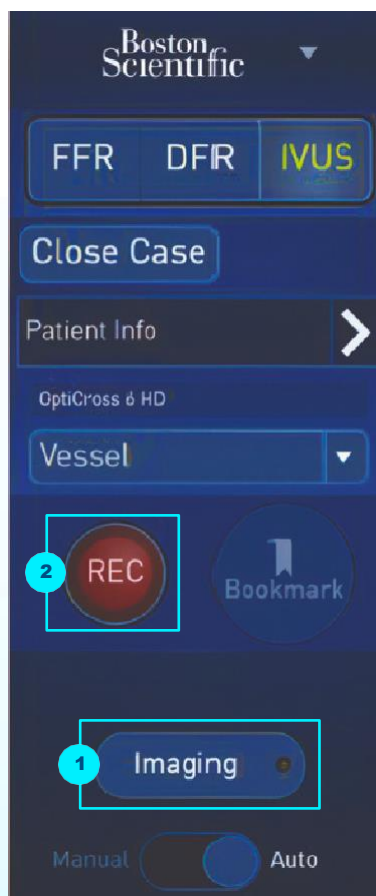 Boston
Scientific
FFR DFR IVUS
Close Case
Patient Info
OptiCross 6 HD
Vessel
2 REC
Bookmark
1 Imaging
Manual Auto